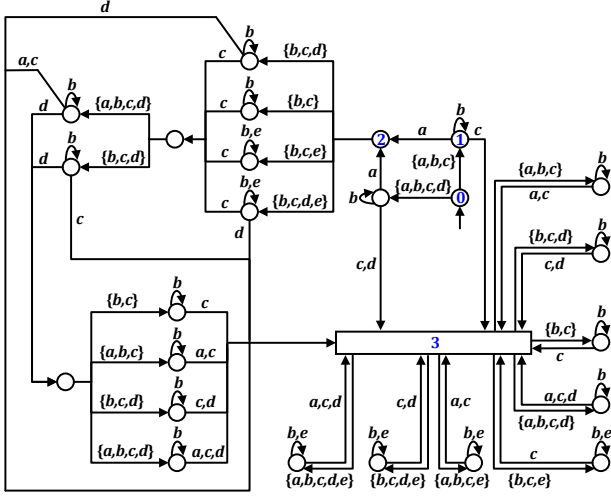 d
a,c
b
c
{b,c,d}
b
{a,b,c,d}
b
c
{b,c}
d
b
b,e
b
2
a
1
c
d
{b,c,d}
c
{b,c,e}
{a,b,c}
b
a
{a,b,c}
a,c
b,e
b
{a,b,c,d}
0
c
c
{b,c,d,e}
d
b
{b,c,d}
c,d
c,d
b
{b,c}
c
b
{b,c}
c
3
b
{a,b,c}
a,c
b
b
{b,c,d}
c,d
a,c,d
c,d
a,c
a,c,d
{a,b,c,d}
b
b,e
b,e
b,e
b,e
{a,b,c,d}
a,c,d
c
{a,b,c,d,e}
{b,c,d,e}
{a,b,c,e}
{b,c,e}